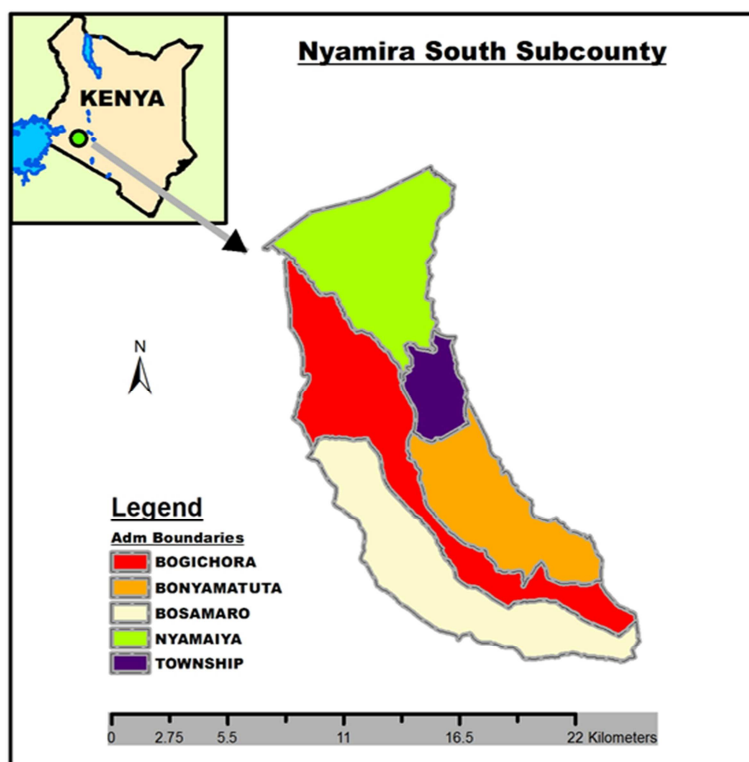 Nyamira South Subcounty
KENYA
N
Legend
Adm Boundaries
BOGICHORA
BONYAMATUTA
BOSAMARO
NYAMAIYA
TOWNSHIP
0 2.75 5.5 11 16.5 22 Kilometers